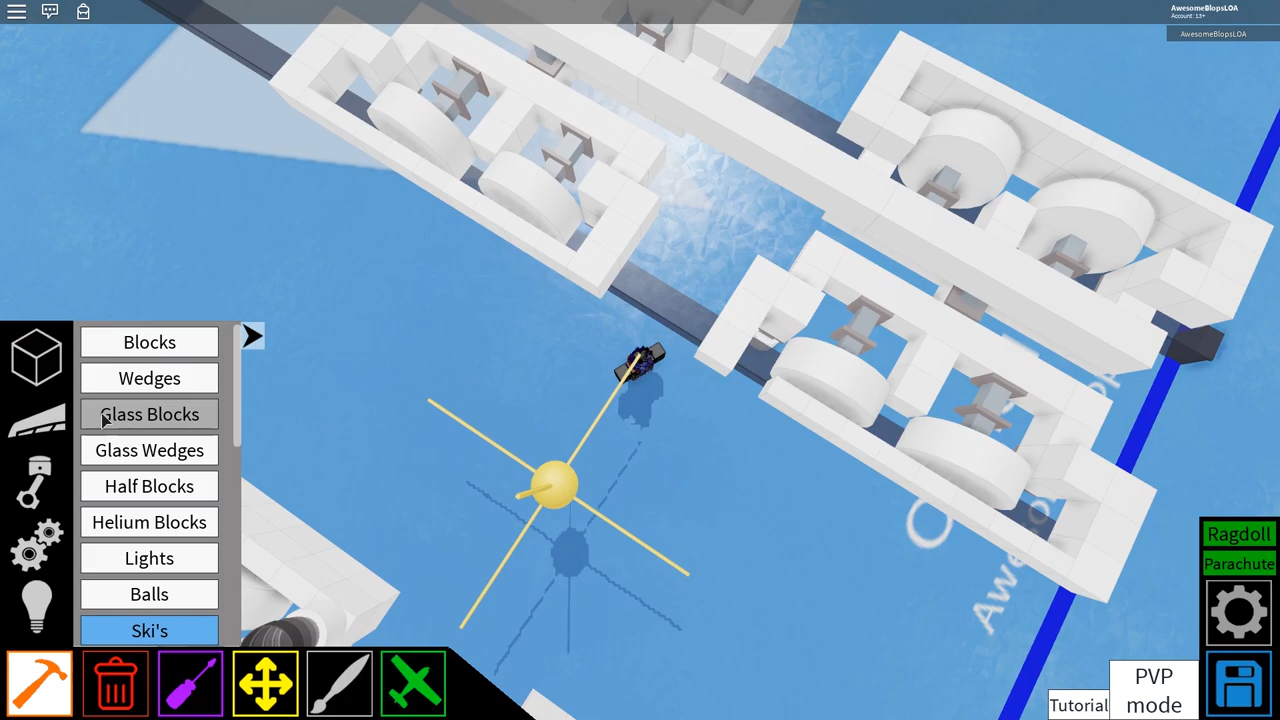 AwesomeBlopsLOA
Account: 13+
AwesomeBlopsLOA
Blocks
Wedges
Glass Blocks
Glass Wedges
Half Blocks
Helium Blocks
Lights
Balls
Ski's
Ragdoll
Parachute
PVP
mode
Tutorial